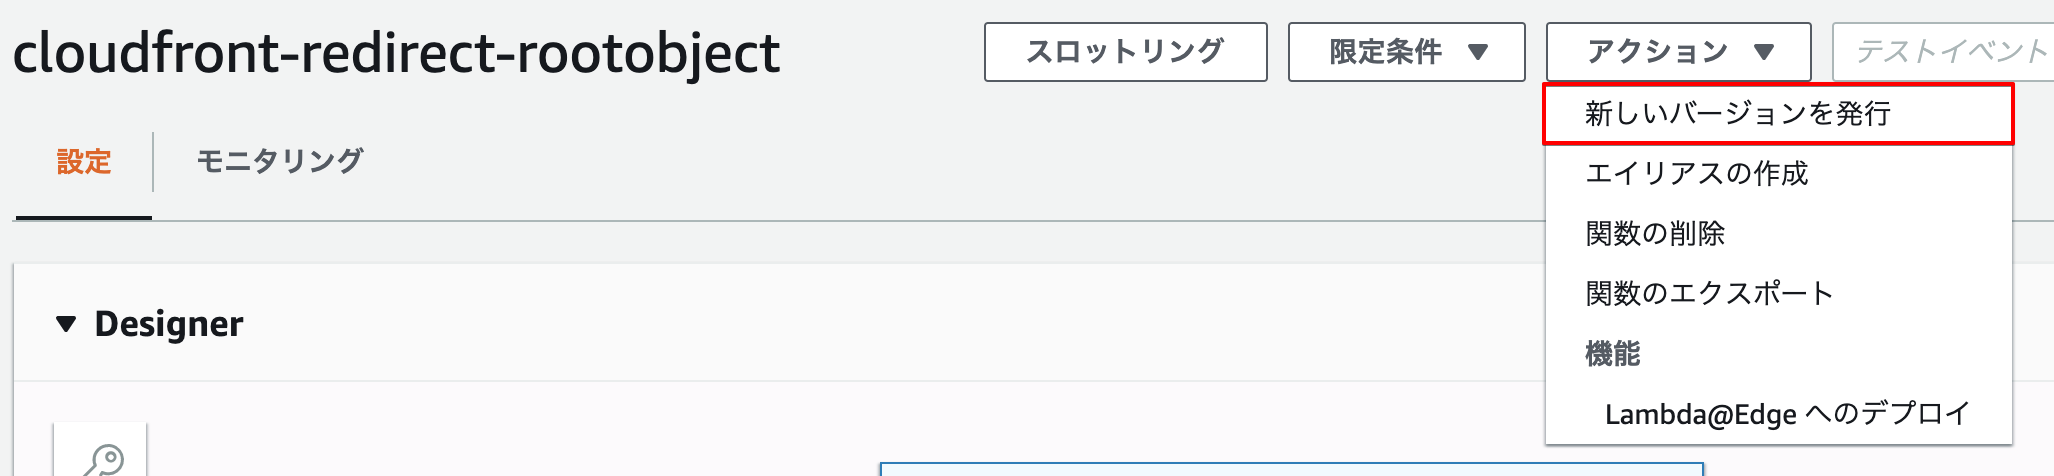 cloudfront-redirect-rootobject
スロットリング
限定条件
アクション
テストイベント
新しいバージョンを発行
エイリアスの作成
関数の削除
関数のエクスポート
機能
Lambda@Edge へのデプロイ
設定
モニタリング
Designer